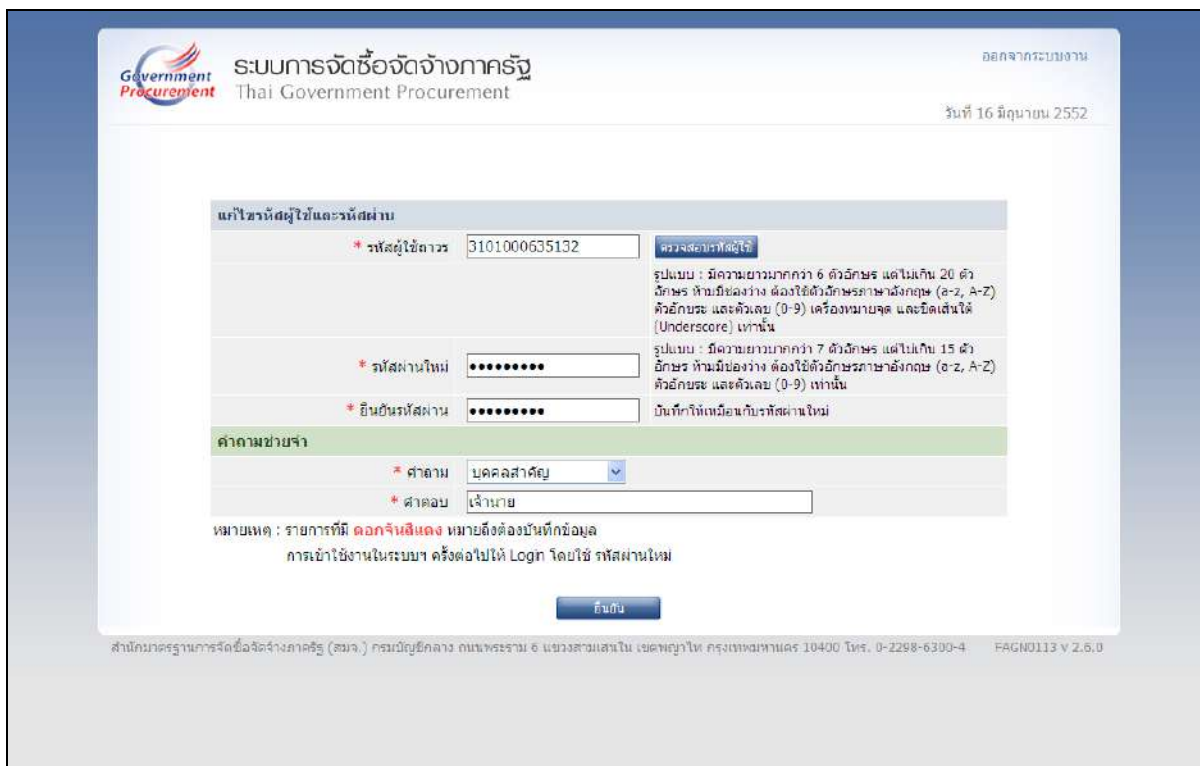 Government
Procurement
ระบบการจัดซื้อจัดจ้างภาครัฐ
Thai Government Procurement
ออกจากระบบงาน
วันที่ 16 มิถุนายน 2552
แก้ไขรหัสผู้ใช้และรหัสผ่าน
* รหัสผู้ใช้ถาวร 3101000635132 ตรวจสอบรหัสผู้ใช้
รูปแบบ : มีความยาวมากกว่า 6 ตัวอักษร แต่ไม่เกิน 20 ตัว
อักษร ห้ามมีช่องว่าง ต้องใช้ตัวอักษรภาษาอังกฤษ (a-z, A-Z)
ตัวอักขระ และตัวเลข (0-9) เครื่องหมายจุด และขีดเส้นใต้
(Underscore) เท่านั้น
* รหัสผ่านใหม่ •••••••••
รูปแบบ : มีความยาวมากกว่า 7 ตัวอักษร แต่ไม่เกิน 15 ตัว
อักษร ห้ามมีช่องว่าง ต้องใช้ตัวอักษรภาษาอังกฤษ (a-z, A-Z)
ตัวอักขระ และตัวเลข (0-9) เท่านั้น
* ยืนยันรหัสผ่าน ••••••••• บันทึกให้เหมือนกับรหัสผ่านใหม่
คำถามช่วยจำ
* คำถาม บุคคลสำคัญ
* คำตอบ เจ้านาย
หมายเหตุ : รายการที่มี ดอกจันสีแดง หมายถึงต้องบันทึกข้อมูล
การเข้าใช้งานในระบบฯ ครั้งต่อไปให้ Login โดยใช้ รหัสผ่านใหม่
ยืนยัน
สำนักมาตรฐานการจัดซื้อจัดจ้างภาครัฐ (สมจ.) กรมบัญชีกลาง ถนนพระราม 6 แขวงสามเสนใน เขตพญาไท กรุงเทพมหานคร 10400 โทร. 0-2298-6300-4 FAGN0113 v 2.6.0